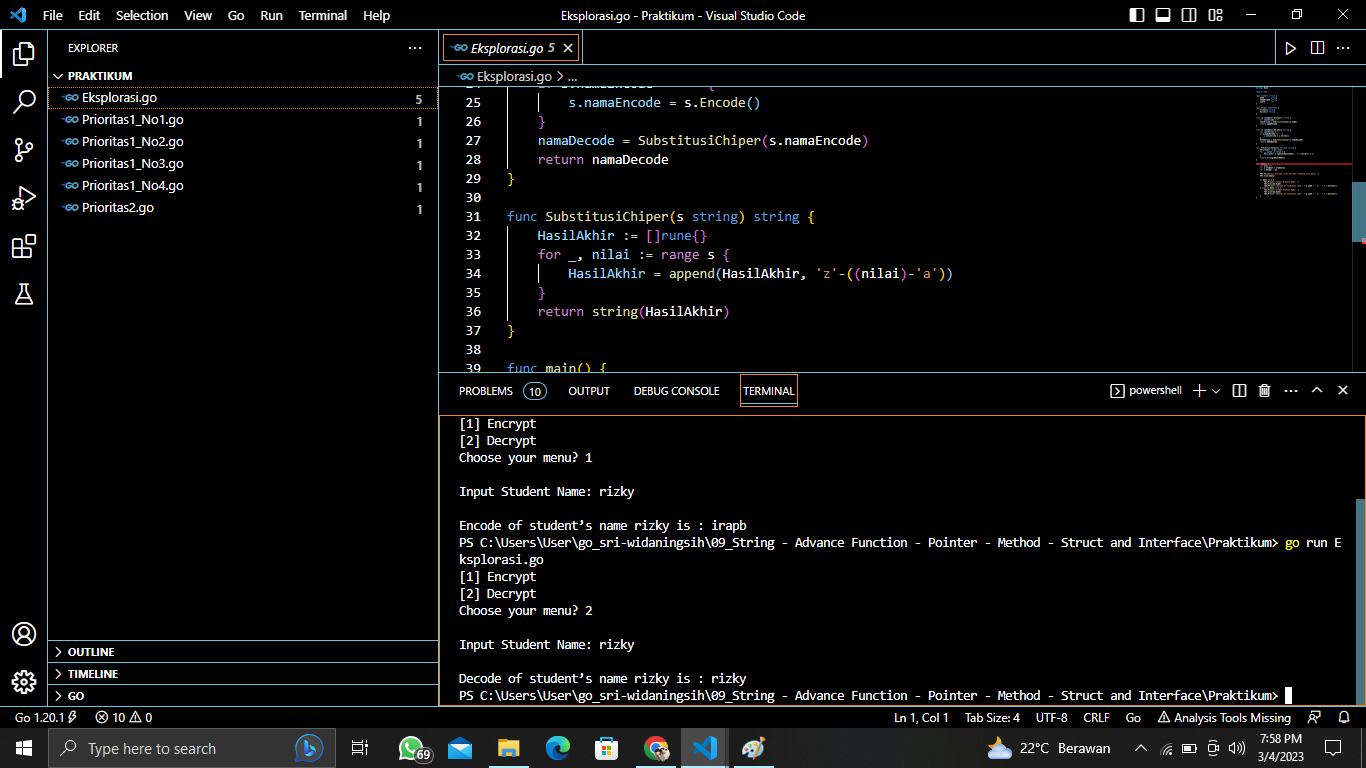 File Edit Selection View Go Run Terminal Help
Eksplorasi.go - Praktikum - Visual Studio Code
EXPLORER
PRAKTIKUM
Eksplorasi.go 5
Prioritas1_No1.go 1
Prioritas1_No2.go 1
Prioritas1_No3.go 1
Prioritas1_No4.go 1
Prioritas2.go 1
OUTLINE
TIMELINE
GO
Eksplorasi.go 5
Eksplorasi.go > ...
25 s.namaEncode = s.Encode()
26 }
27 namaDecode = SubstitusiChiper(s.namaEncode)
28 return namaDecode
29 }
30
31 func SubstitusiChiper(s string) string {
32 HasilAkhir := []rune{}
33 for _, nilai := range s {
34 HasilAkhir = append(HasilAkhir, 'z'-((nilai)-'a'))
35 }
36 return string(HasilAkhir)
37 }
38
39 func main() {
PROBLEMS 10 OUTPUT DEBUG CONSOLE TERMINAL
powershell
[1] Encrypt
[2] Decrypt
Choose your menu? 1
Input Student Name: rizky
Encode of student’s name rizky is : irapb
PS C:\Users\User\go_sri-widaningsih\09_String - Advance Function - Pointer - Method - Struct and Interface\Praktikum> go run E
ksplorasi.go
[1] Encrypt
[2] Decrypt
Choose your menu? 2
Input Student Name: rizky
Decode of student’s name rizky is : rizky
PS C:\Users\User\go_sri-widaningsih\09_String - Advance Function - Pointer - Method - Struct and Interface\Praktikum>
Go 1.20.1 10 0
Ln 1, Col 1 Tab Size: 4 UTF-8 CRLF Go Analysis Tools Missing
Type here to search
69
22°C Berawan
7:58 PM
3/4/2023